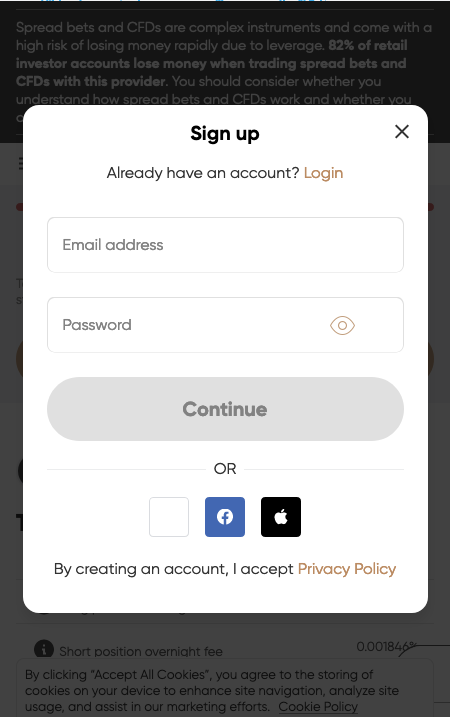 Spread bets and CFDs are complex instruments and come with a
high risk of losing money rapidly due to leverage. 82% of retail
investor accounts lose money when trading spread bets and
CFDs with this provider. You should consider whether you
understand how spread bets and CFDs work and whether you
Sign up
Already have an account? Login
Email address
Password
Continue
OR
By creating an account, I accept Privacy Policy
Short position overnight fee
0.001846%
By clicking “Accept All Cookies”, you agree to the storing of
cookies on your device to enhance site navigation, analyze site
usage, and assist in our marketing efforts. Cookie Policy